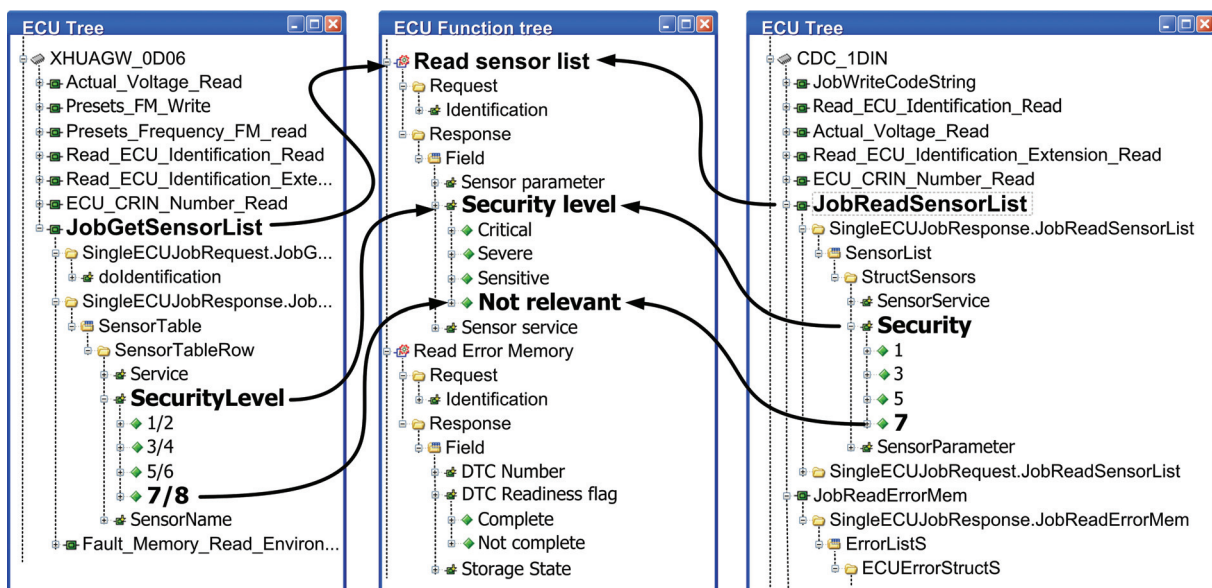 ECU Tree
XHUAGW_0D06
Actual_Voltage_Read
Presets_FM_Write
Presets_Frequency_FM_read
Read_ECU_Identification_Read
Read_ECU_Identification_Exte...
ECU_CRIN_Number_Read
JobGetSensorList
SingleECUJobRequest.JobG...
doIdentification
SingleECUJobResponse.Job...
SensorTable
SensorTableRow
Service
SecurityLevel
1/2
3/4
5/6
7/8
SensorName
Fault_Memory_Read_Environ...
ECU Function tree
Read sensor list
Request
Identification
Response
Field
Sensor parameter
Security level
Critical
Severe
Sensitive
Not relevant
Sensor service
Read Error Memory
Request
Identification
Response
Field
DTC Number
DTC Readiness flag
Complete
Not complete
Storage State
ECU Tree
CDC_1DIN
JobWriteCodeString
Read_ECU_Identification_Read
Actual_Voltage_Read
Read_ECU_Identification_Extension_Read
ECU_CRIN_Number_Read
JobReadSensorList
SingleECUJobResponse.JobReadSensorList
SensorList
StructSensors
SensorService
Security
1
3
5
7
SensorParameter
SingleECUJobRequest.JobReadSensorList
JobReadErrorMem
SingleECUJobResponse.JobReadErrorMem
ErrorListS
ECUErrorStructS